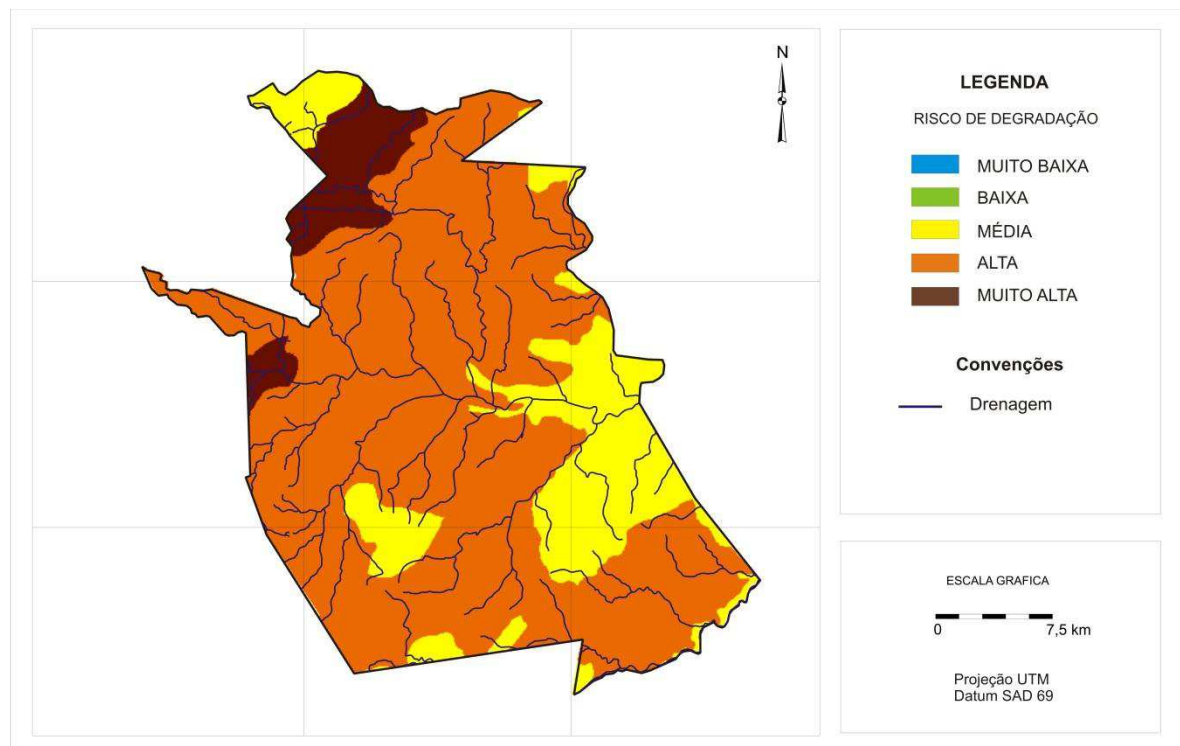 N
LEGENDA
RISCO DE DEGRADAÇÃO
MUITO BAIXA
BAIXA
MÉDIA
ALTA
MUITO ALTA
Convenções
Drenagem
ESCALA GRAFICA
0 7,5 km
Projeção UTM
Datum SAD 69